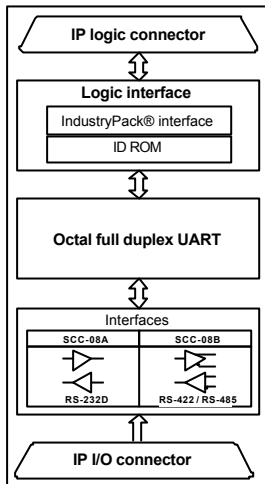 IP logic connector
Logic interface
IndustryPack® interface
ID ROM
Octal full duplex UART
Interfaces
SCC-08A SCC-08B
RS-232D RS-422 / RS-485
IP I/O connector